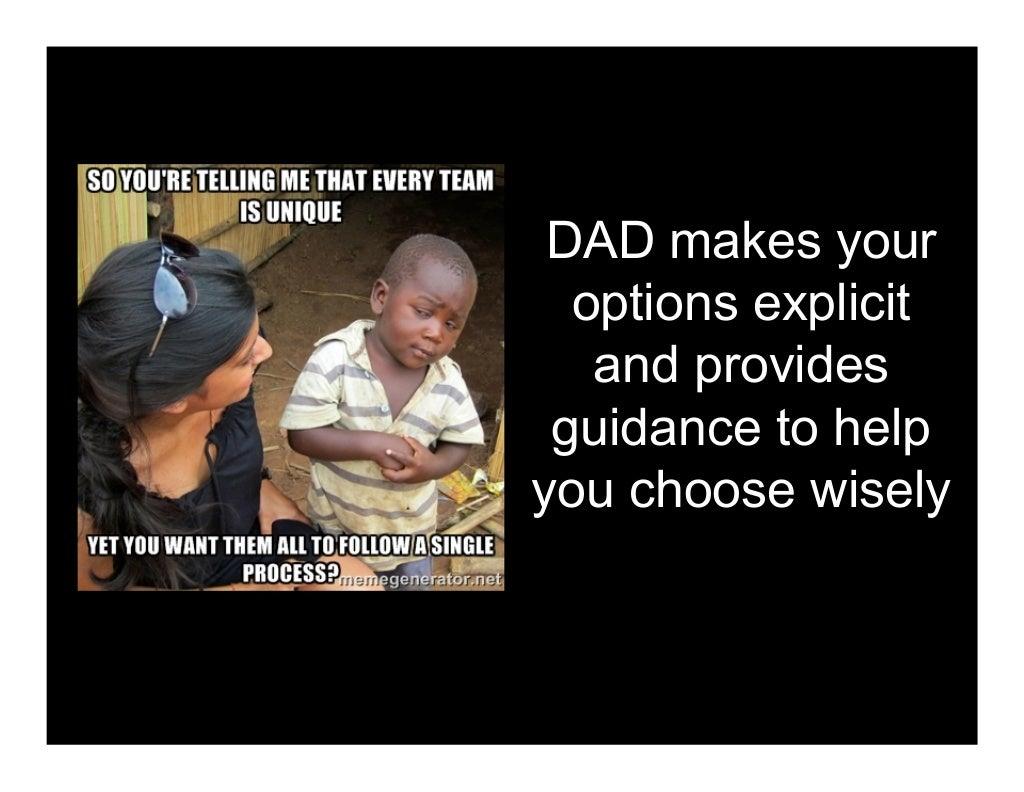 SO YOU'RE TELLING ME THAT EVERY TEAM
IS UNIQUE
YET YOU WANT THEM ALL TO FOLLOW A SINGLE
PROCESS?
memegenerator.net
DAD makes your
options explicit
and provides
guidance to help
you choose wisely